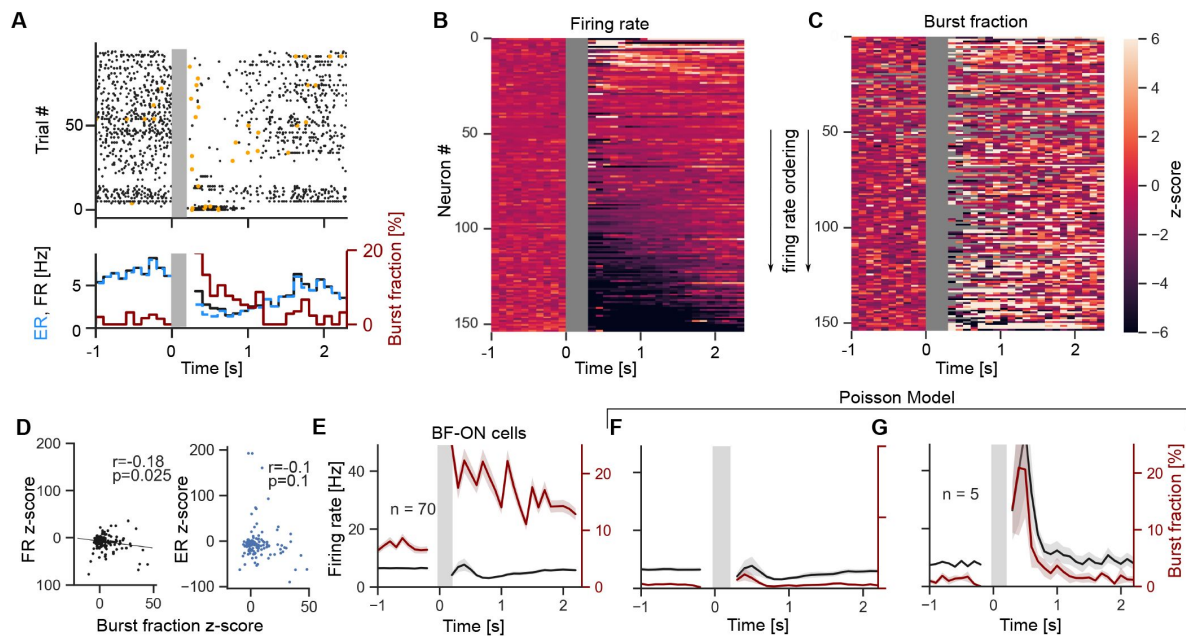 A
Trial #
50
0
ER, FR [Hz]
5
0
20
0
Burst fraction [%]
-1
0
1
2
Time [s]
B
Firing rate
Neuron #
0
50
100
150
-1
0
1
2
Time [s]
firing rate ordering
C
Burst fraction
0
50
100
150
-1
0
1
2
Time [s]
6
4
2
0
−2
−4
−6
z-score
D
FR z-score
200
100
0
100
r=-0.18
p=0.025
0
50
ER z-score
200
100
0
−100
r=-0.1
p=0.1
0
50
Burst fraction z-score
E
BF-ON cells
Firing rate [Hz]
40
20
0
n = 70
20
10
0
−1
0
1
2
Time [s]
Poisson Model
F
−1
0
1
2
Time [s]
G
n = 5
20
10
0
Burst fraction [%]
−1
0
1
2
Time [s]